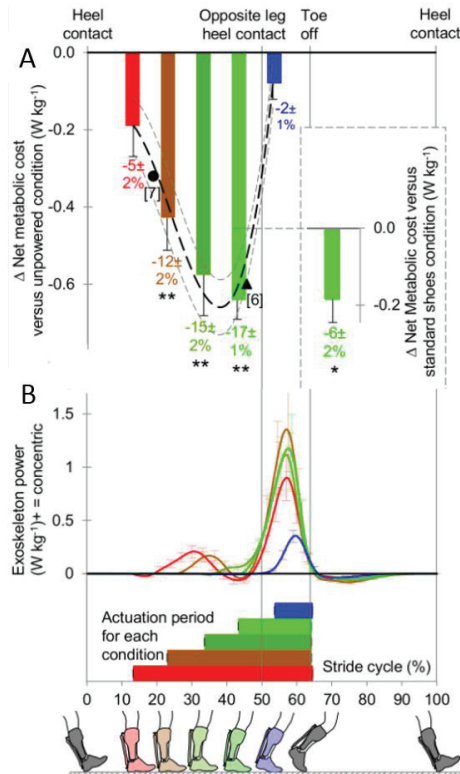 A
Heel contact
Opposite leg heel contact
Toe off
Heel contact
Δ Net metabolic cost
versus unpowered condition (W kg⁻¹)
0.0
-0.2
-0.4
-0.6
-5±
2%
[7]
-12±
2%
**
-15±
2%
**
-17±
1%
**
[6]
-2±
1%
0.0
-0.2
-6±
2%
*
Δ Net Metabolic cost versus
standard shoes condition (W kg⁻¹)
B
Exoskeleton power
(W kg⁻¹)+ = concentric
1.5
1
0.5
0
Actuation period
for each
condition
Stride cycle (%)
0 10 20 30 40 50 60 70 80 90 100